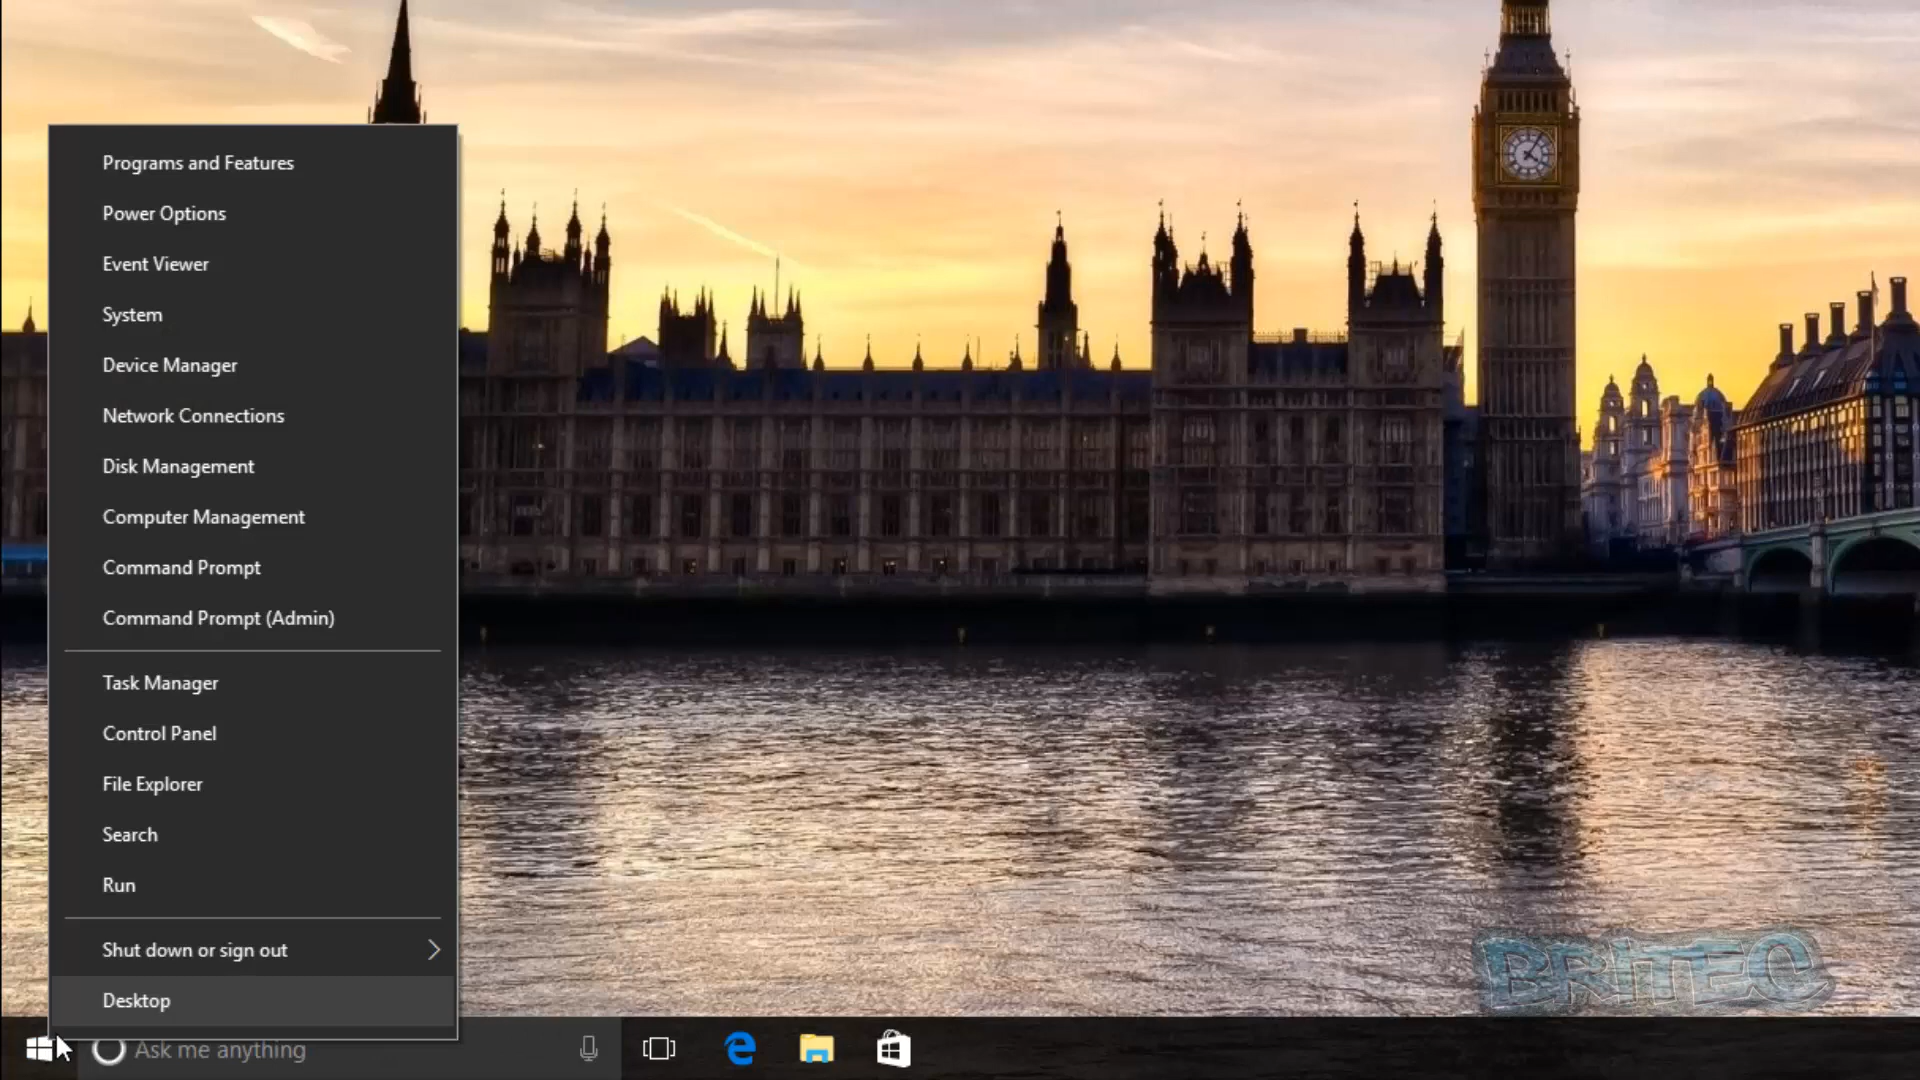 Programs and Features
Power Options
Event Viewer
System
Device Manager
Network Connections
Disk Management
Computer Management
Command Prompt
Command Prompt (Admin)
Task Manager
Control Panel
File Explorer
Search
Run
Shut down or sign out
Desktop
Ask me anything
BRITEC